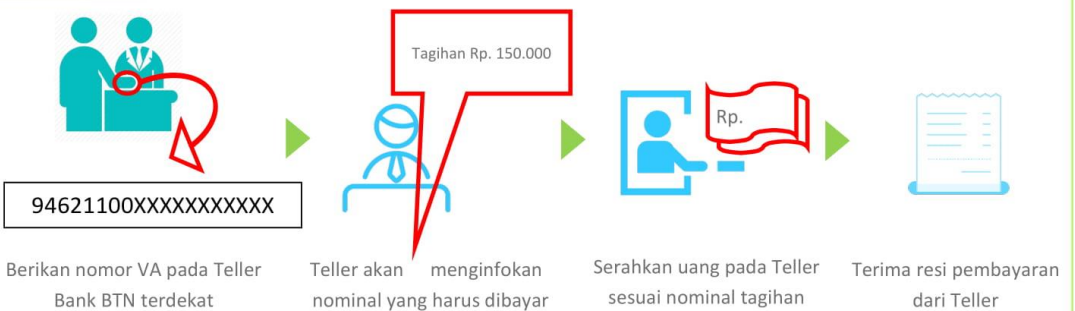 Tagihan Rp. 150.000
Rp.
94621100XXXXXXXXXXX
Berikan nomor VA pada Teller
Bank BTN terdekat
Teller akan menginfokan
nominal yang harus dibayar
Serahkan uang pada Teller
sesuai nominal tagihan
Terima resi pembayaran
dari Teller